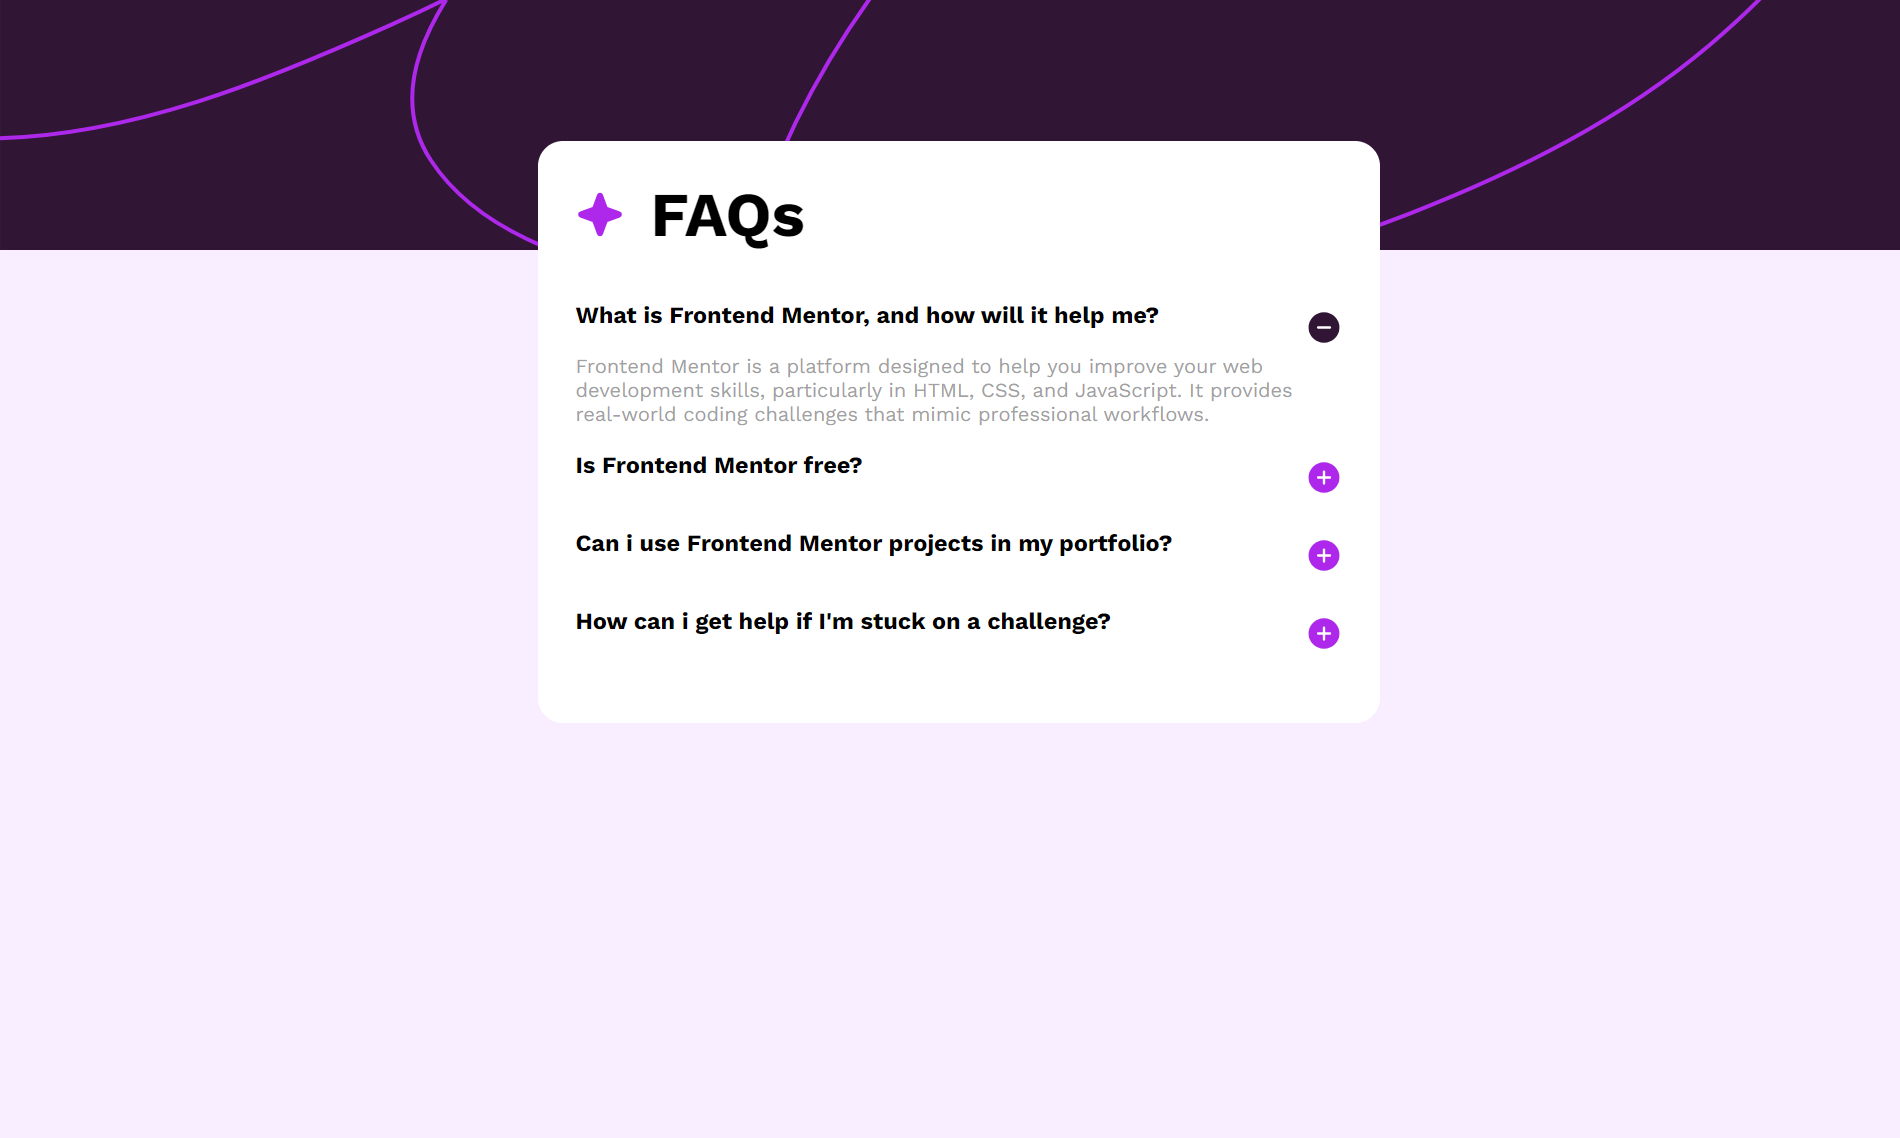 FAQs
What is Frontend Mentor, and how will it help me?
Frontend Mentor is a platform designed to help you improve your web
development skills, particularly in HTML, CSS, and JavaScript. It provides
real-world coding challenges that mimic professional workflows.
Is Frontend Mentor free?
Can i use Frontend Mentor projects in my portfolio?
How can i get help if I'm stuck on a challenge?